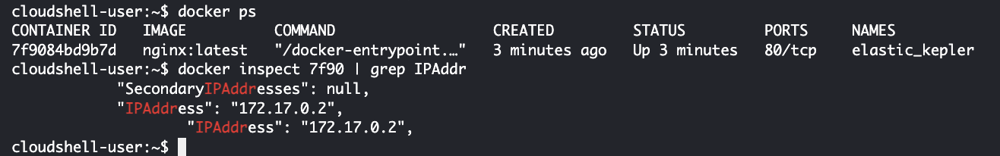 cloudshell-user:~$ docker ps
CONTAINER ID   IMAGE          COMMAND                  CREATED         STATUS         PORTS     NAMES
7f9084bd9b7d   nginx:latest   "/docker-entrypoint.…"   3 minutes ago   Up 3 minutes   80/tcp    elastic_kepler
cloudshell-user:~$ docker inspect 7f90 | grep IPAddr
            "SecondaryIPAddresses": null,
            "IPAddress": "172.17.0.2",
                    "IPAddress": "172.17.0.2",
cloudshell-user:~$